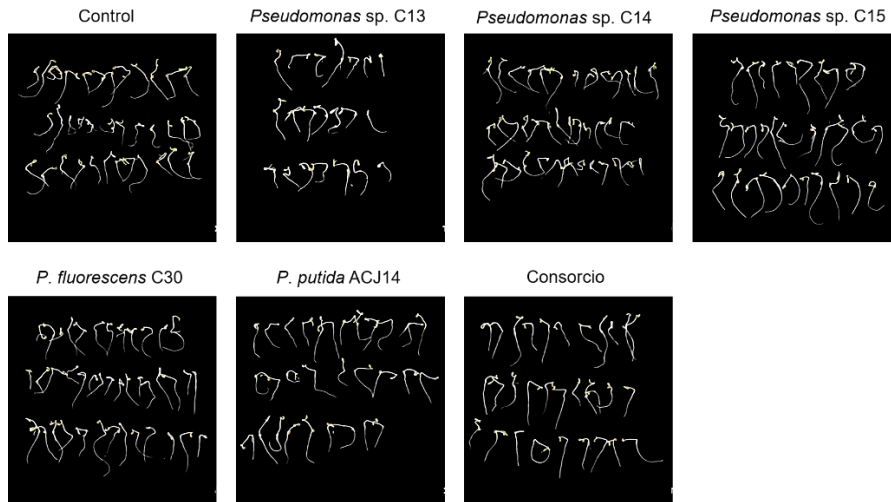 Control
Pseudomonas sp. C13
Pseudomonas sp. C14
Pseudomonas sp. C15
P. fluorescens C30
P. putida ACJ14
Consorcio